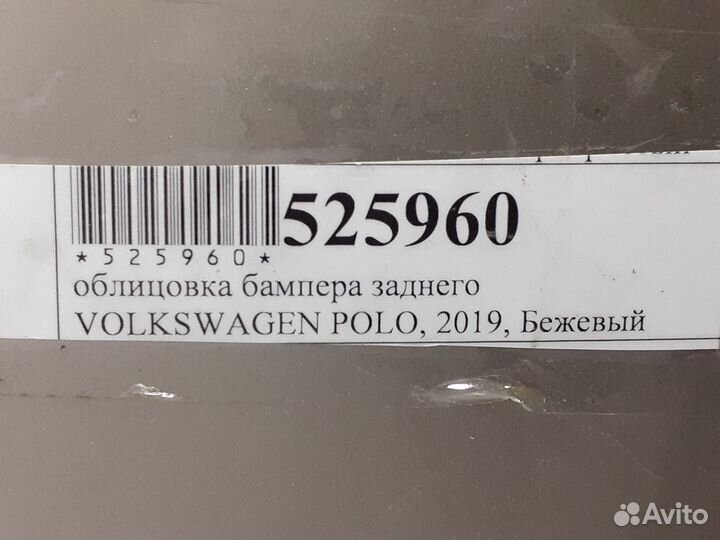 525960
*525960*
облицовка бампера заднего
VOLKSWAGEN POLO, 2019, Бежевый
Avito